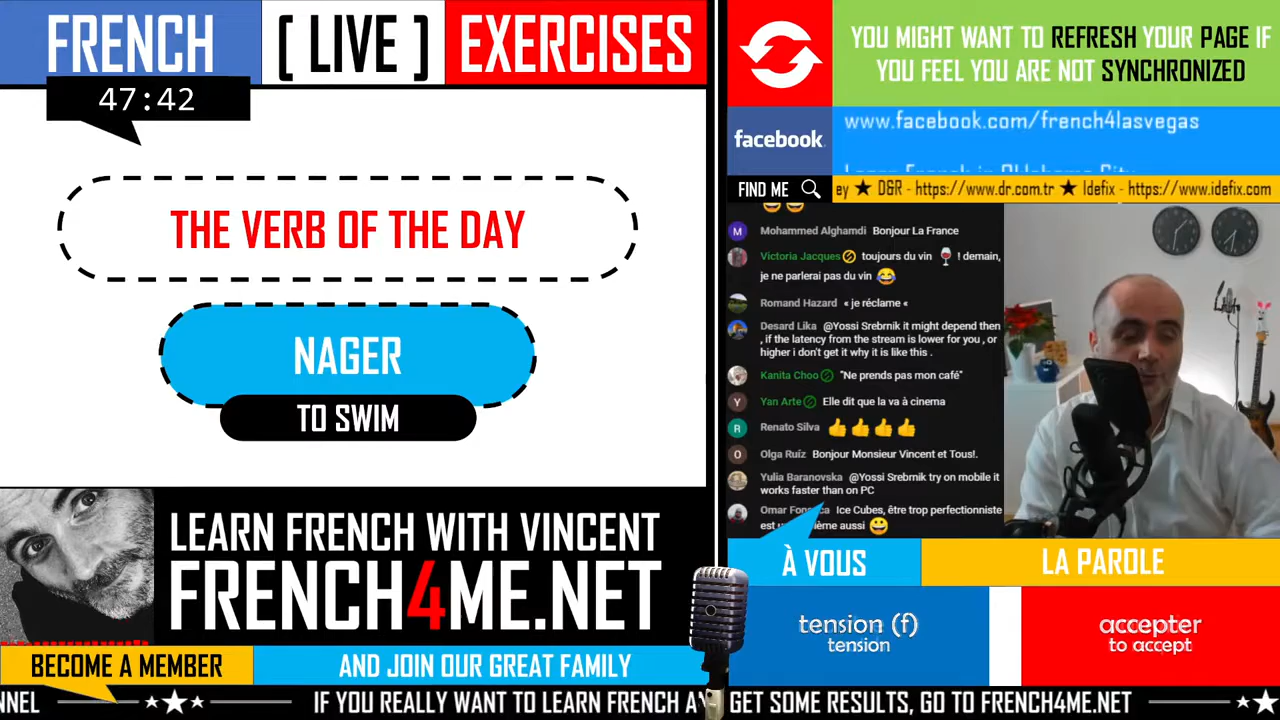 FRENCH
[ LIVE ]
EXERCISES
47:42
THE VERB OF THE DAY
NAGER
TO SWIM
LEARN FRENCH WITH VINCENT
FRENCH4ME.NET
BECOME A MEMBER
AND JOIN OUR GREAT FAMILY
YOU MIGHT WANT TO REFRESH YOUR PAGE IF
YOU FEEL YOU ARE NOT SYNCHRONIZED
facebook
www.facebook.com/french4lasvegas
FIND ME
ey ★ D&R - https://www.dr.com.tr ★ Idefix - https://www.idefix.com
M
Mohammed Alghamdi Bonjour La France
Victoria Jacques toujours du vin 🍷 ! demain,
je ne parlerai pas du vin 😂
Romand Hazard « je réclame «
Desard Lika @Yossi Srebrnik it might depend then
, if the latency from the stream is lower for you , or
higher i don't get it why it is like this .
Kanita Choo "Ne prends pas mon café"
Y
Yan Arte Elle dit que la va à cinema
R
Renato Silva 👍👍👍👍
O
Olga Ruíz Bonjour Monsieur Vincent et Tous!.
Yulia Baranovska @Yossi Srebrnik try on mobile it
works faster than on PC
Omar Ice Cubes, être trop perfectionniste
est aussi 😀
À VOUS
LA PAROLE
tension (f)
tension
accepter
to accept
NNEL ★ IF YOU REALLY WANT TO LEARN FRENCH GET SOME RESULTS, GO TO FRENCH4ME.NET ★